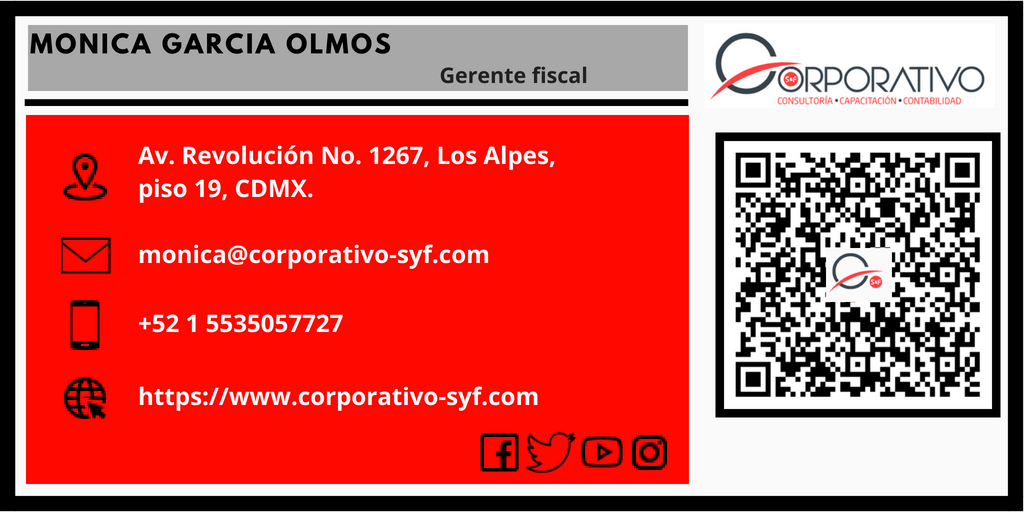 MONICA GARCIA OLMOS
Gerente fiscal
CORPORATIVO
S&F
CONSULTORÍA • CAPACITACIÓN • CONTABILIDAD
Av. Revolución No. 1267, Los Alpes,
piso 19, CDMX.
monica@corporativo-syf.com
+52 1 5535057727
https://www.corporativo-syf.com
S&F